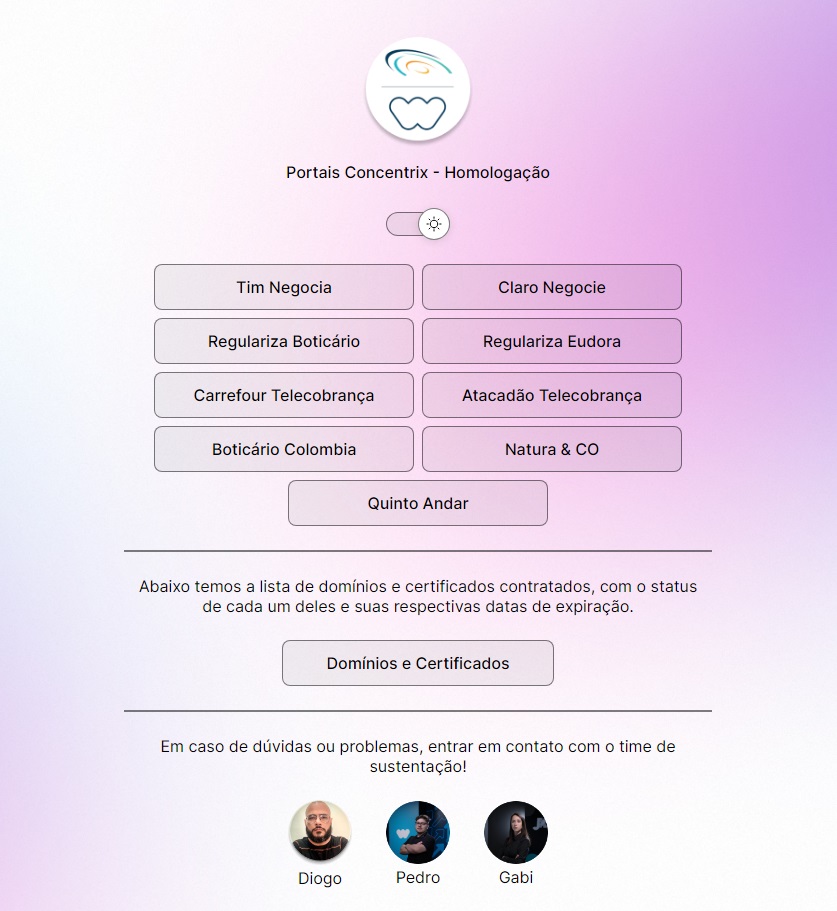 Portais Concentrix - Homologação
Tim Negocia
Claro Negocie
Regulariza Boticário
Regulariza Eudora
Carrefour Telecobrança
Atacadão Telecobrança
Boticário Colombia
Natura & CO
Quinto Andar
Abaixo temos a lista de domínios e certificados contratados, com o status
de cada um deles e suas respectivas datas de expiração.
Domínios e Certificados
Em caso de dúvidas ou problemas, entrar em contato com o time de
sustentação!
Diogo
Pedro
Gabi